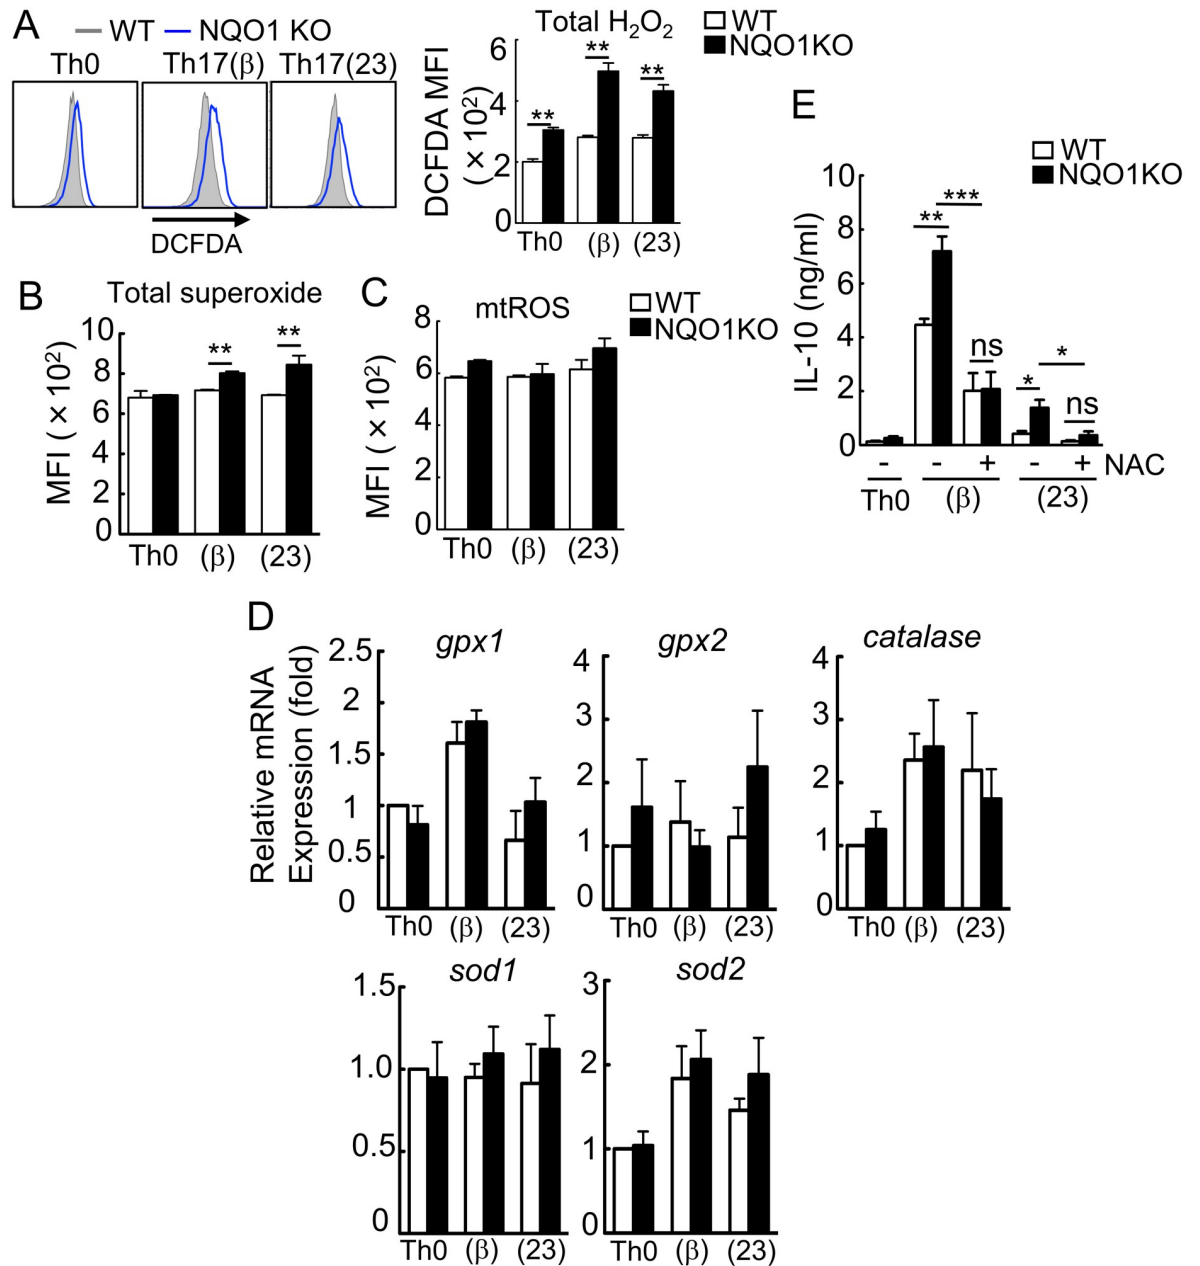 A
WT NQO1 KO
Th0 Th17(β) Th17(23)
DCFDA
Total H₂O₂
WT
NQO1KO
DCFDA MFI
(×10²)
6
4
2
0
** ** **
Th0 (β) (23)
B
Total superoxide
MFI (×10²)
10
8
6
4
2
0
** **
Th0 (β) (23)
C
mtROS
WT
NQO1KO
MFI (×10²)
8
6
4
2
0
Th0 (β) (23)
E
WT
NQO1KO
IL-10 (ng/ml)
10
8
6
4
2
0
** *** ns * * ns
- - + - + NAC
Th0 (β) (23)
D
Relative mRNA
Expression (fold)
gpx1
2.5
2
1.5
1
0.5
0
Th0 (β) (23)
gpx2
4
3
2
1
0
Th0 (β) (23)
catalase
4
3
2
1
0
Th0 (β) (23)
sod1
1.5
1.0
0.5
0
Th0 (β) (23)
sod2
3
2
1
0
Th0 (β) (23)